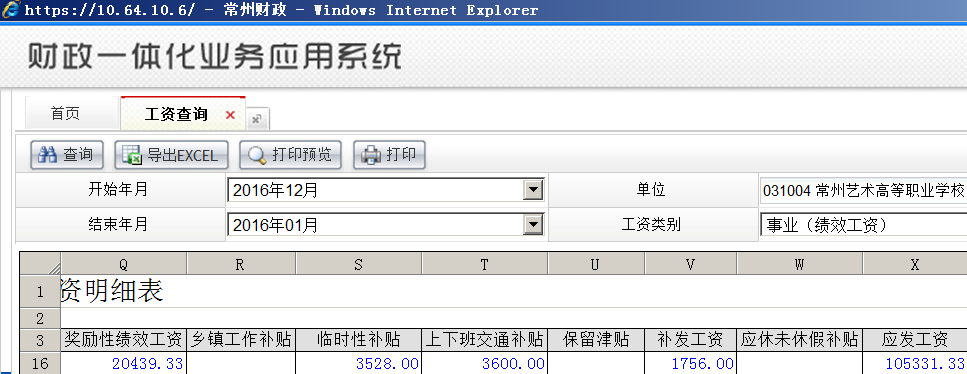 https://10.64.10.6/ - 常州财政 - Windows Internet Explorer
财政一体化业务应用系统
首页 工资查询
查询 导出EXCEL 打印预览 打印
开始年月 2016年12月 单位 031004 常州艺术高等职业学校
结束年月 2016年01月 工资类别 事业（绩效工资）
Q R S T U V W X
1 资明细表
2
3 奖励性绩效工资 乡镇工作补贴 临时性补贴 上下班交通补贴 保留津贴 补发工资 应休未休假补贴 应发工资
16 20439.33 3528.00 3600.00 1756.00 105331.33